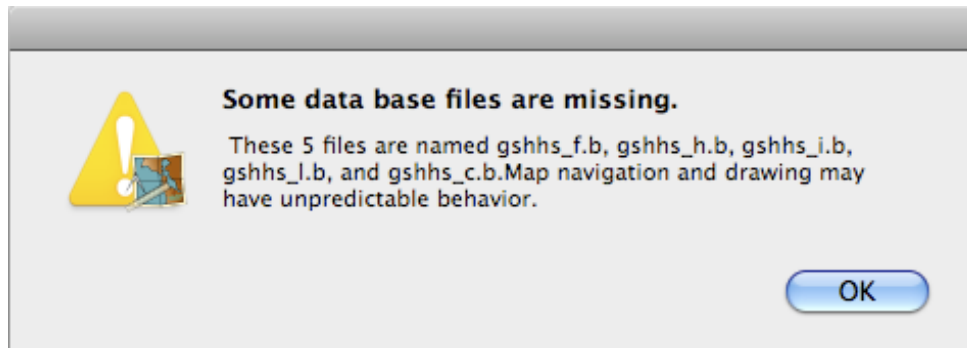 Some data base files are missing.
These 5 files are named gshhs_f.b, gshhs_h.b, gshhs_i.b,
gshhs_l.b, and gshhs_c.b.Map navigation and drawing may
have unpredictable behavior.
OK